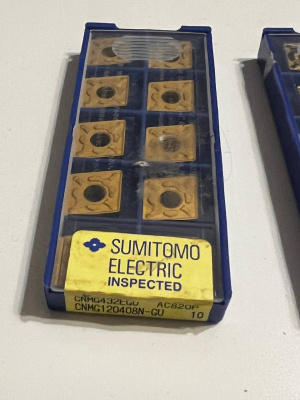 SUMITOMO
ELECTRIC
INSPECTED
CNMG432EGU AC820P
CNMG120408N-GU 10